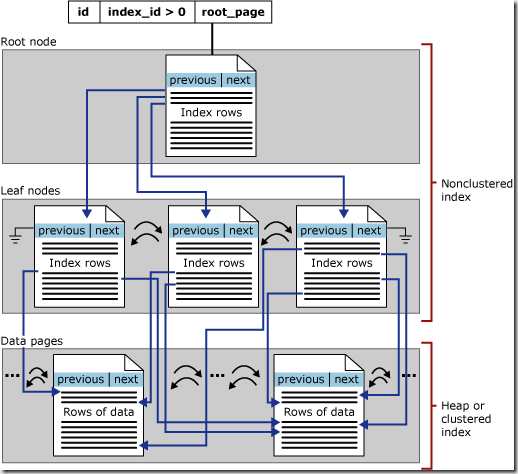 id index_id > 0 root_page
Root node
previous next
Index rows
Nonclustered
index
Leaf nodes
previous next previous next previous next
Index rows Index rows Index rows
Data pages
... previous next ... previous next ...
Rows of data Rows of data
Heap or
clustered
index